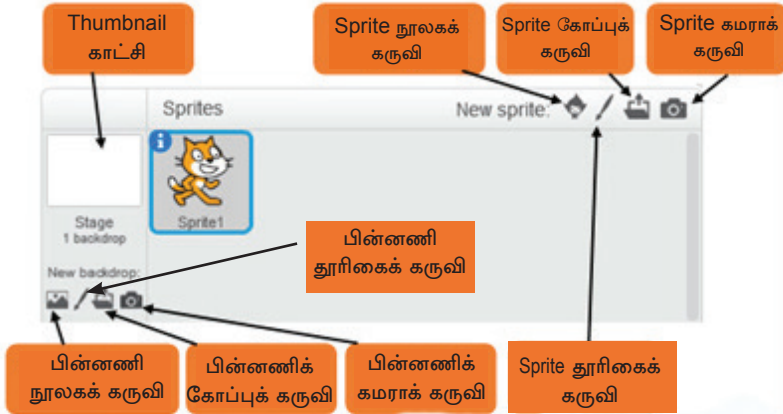 Thumbnail
காட்சி
Sprite நூலகக்
கருவி
Sprite கோப்புக்
கருவி
Sprite கமராக்
கருவி
Sprites
New sprite:
Stage
1 backdrop
Sprite1
New backdrop:
பின்னணி
தூரிகைக் கருவி
பின்னணி
நூலகக் கருவி
பின்னணிக்
கோப்புக் கருவி
பின்னணிக்
கமராக் கருவி
Sprite தூரிகைக்
கருவி